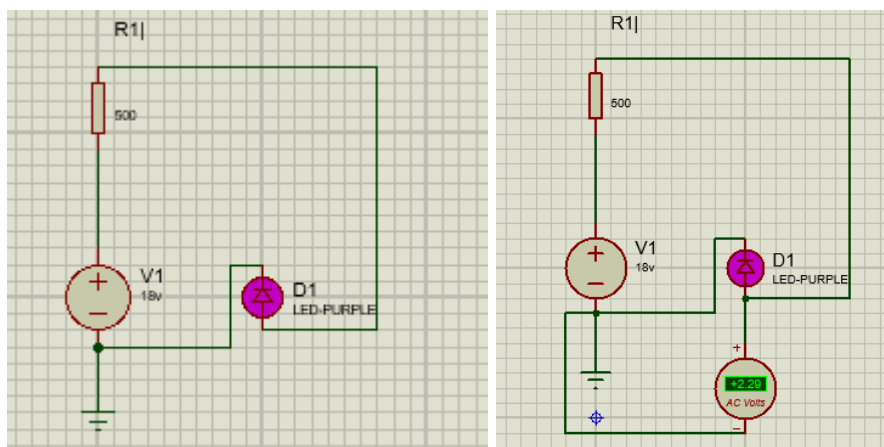 R1|
500
V1
18v
D1
LED-PURPLE
R1|
500
V1
18v
D1
LED-PURPLE
+
+2.29
AC Volts